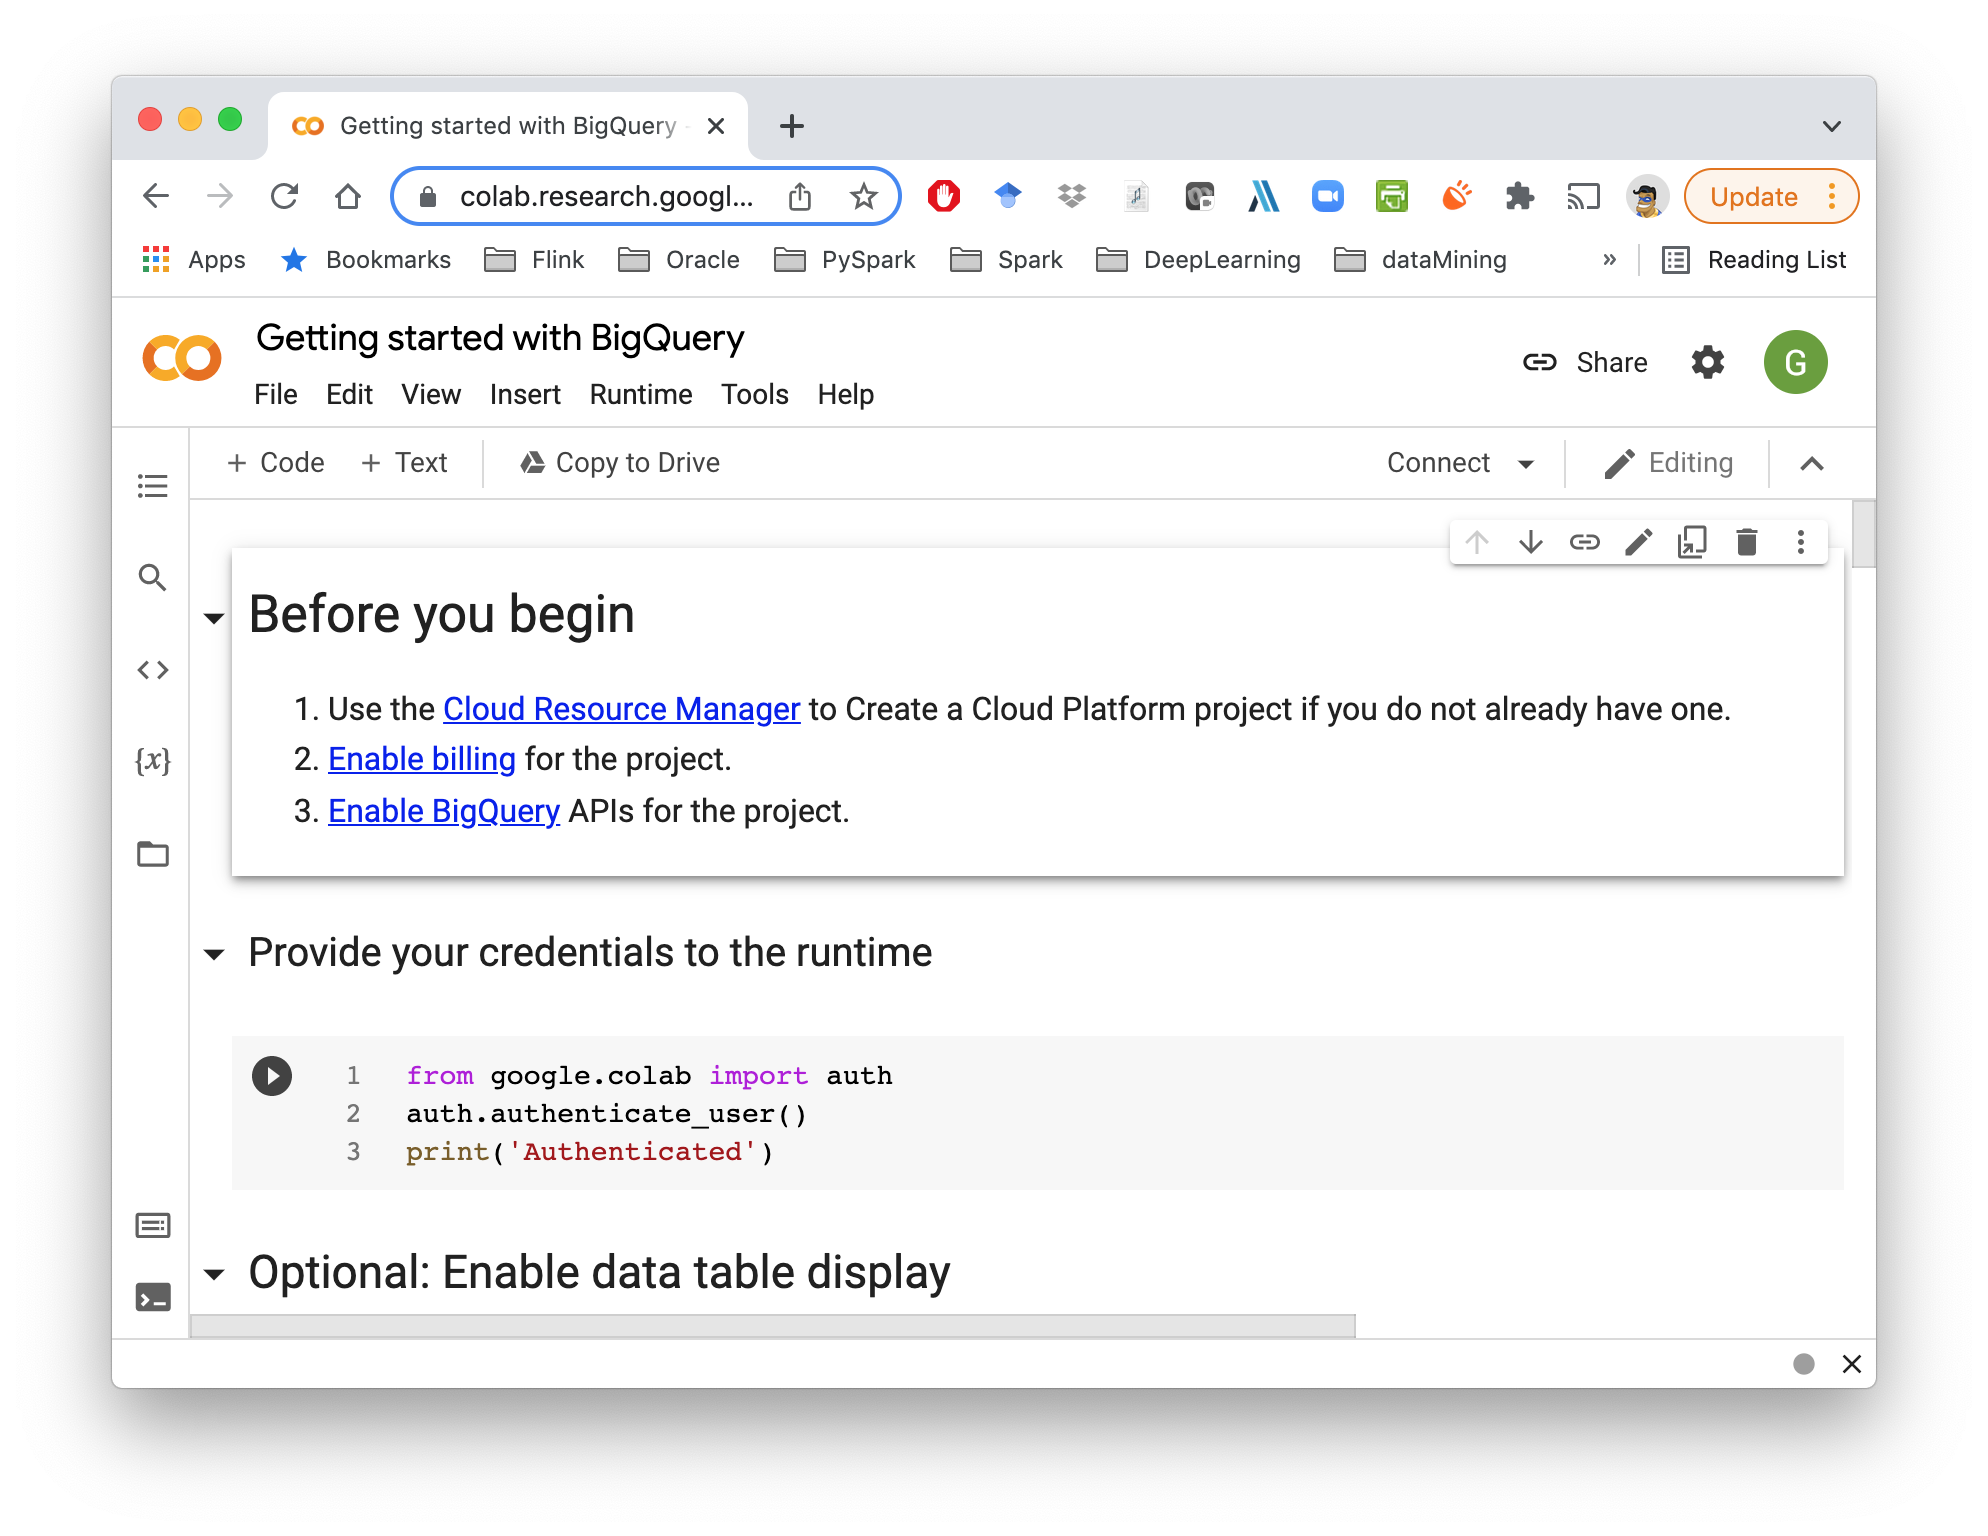 Getting started with BigQuery
colab.research.googl...
Update
Apps
Bookmarks
Flink
Oracle
PySpark
Spark
DeepLearning
dataMining
»
Reading List
Getting started with BigQuery
File Edit View Insert Runtime Tools Help
Share
G
+ Code + Text
Copy to Drive
Connect
Editing
{x}
Before you begin
1. Use the Cloud Resource Manager to Create a Cloud Platform project if you do not already have one.
2. Enable billing for the project.
3. Enable BigQuery APIs for the project.
Provide your credentials to the runtime
1 from google.colab import auth
2 auth.authenticate_user()
3 print('Authenticated')
Optional: Enable data table display